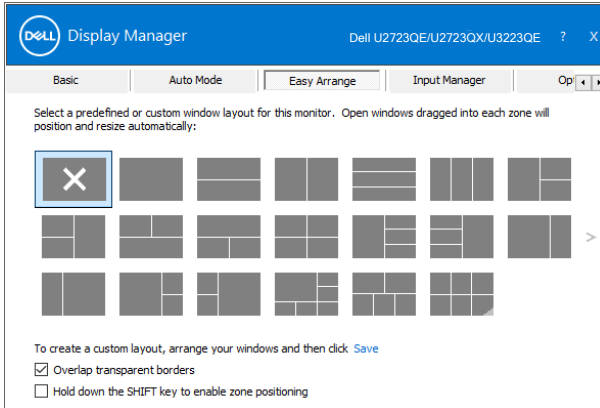 DELL Display Manager
Dell U2723QE/U2723QX/U3223QE ? X
Basic Auto Mode Easy Arrange Input Manager Op
Select a predefined or custom window layout for this monitor. Open windows dragged into each zone will
position and resize automatically:
To create a custom layout, arrange your windows and then click Save
Overlap transparent borders
Hold down the SHIFT key to enable zone positioning